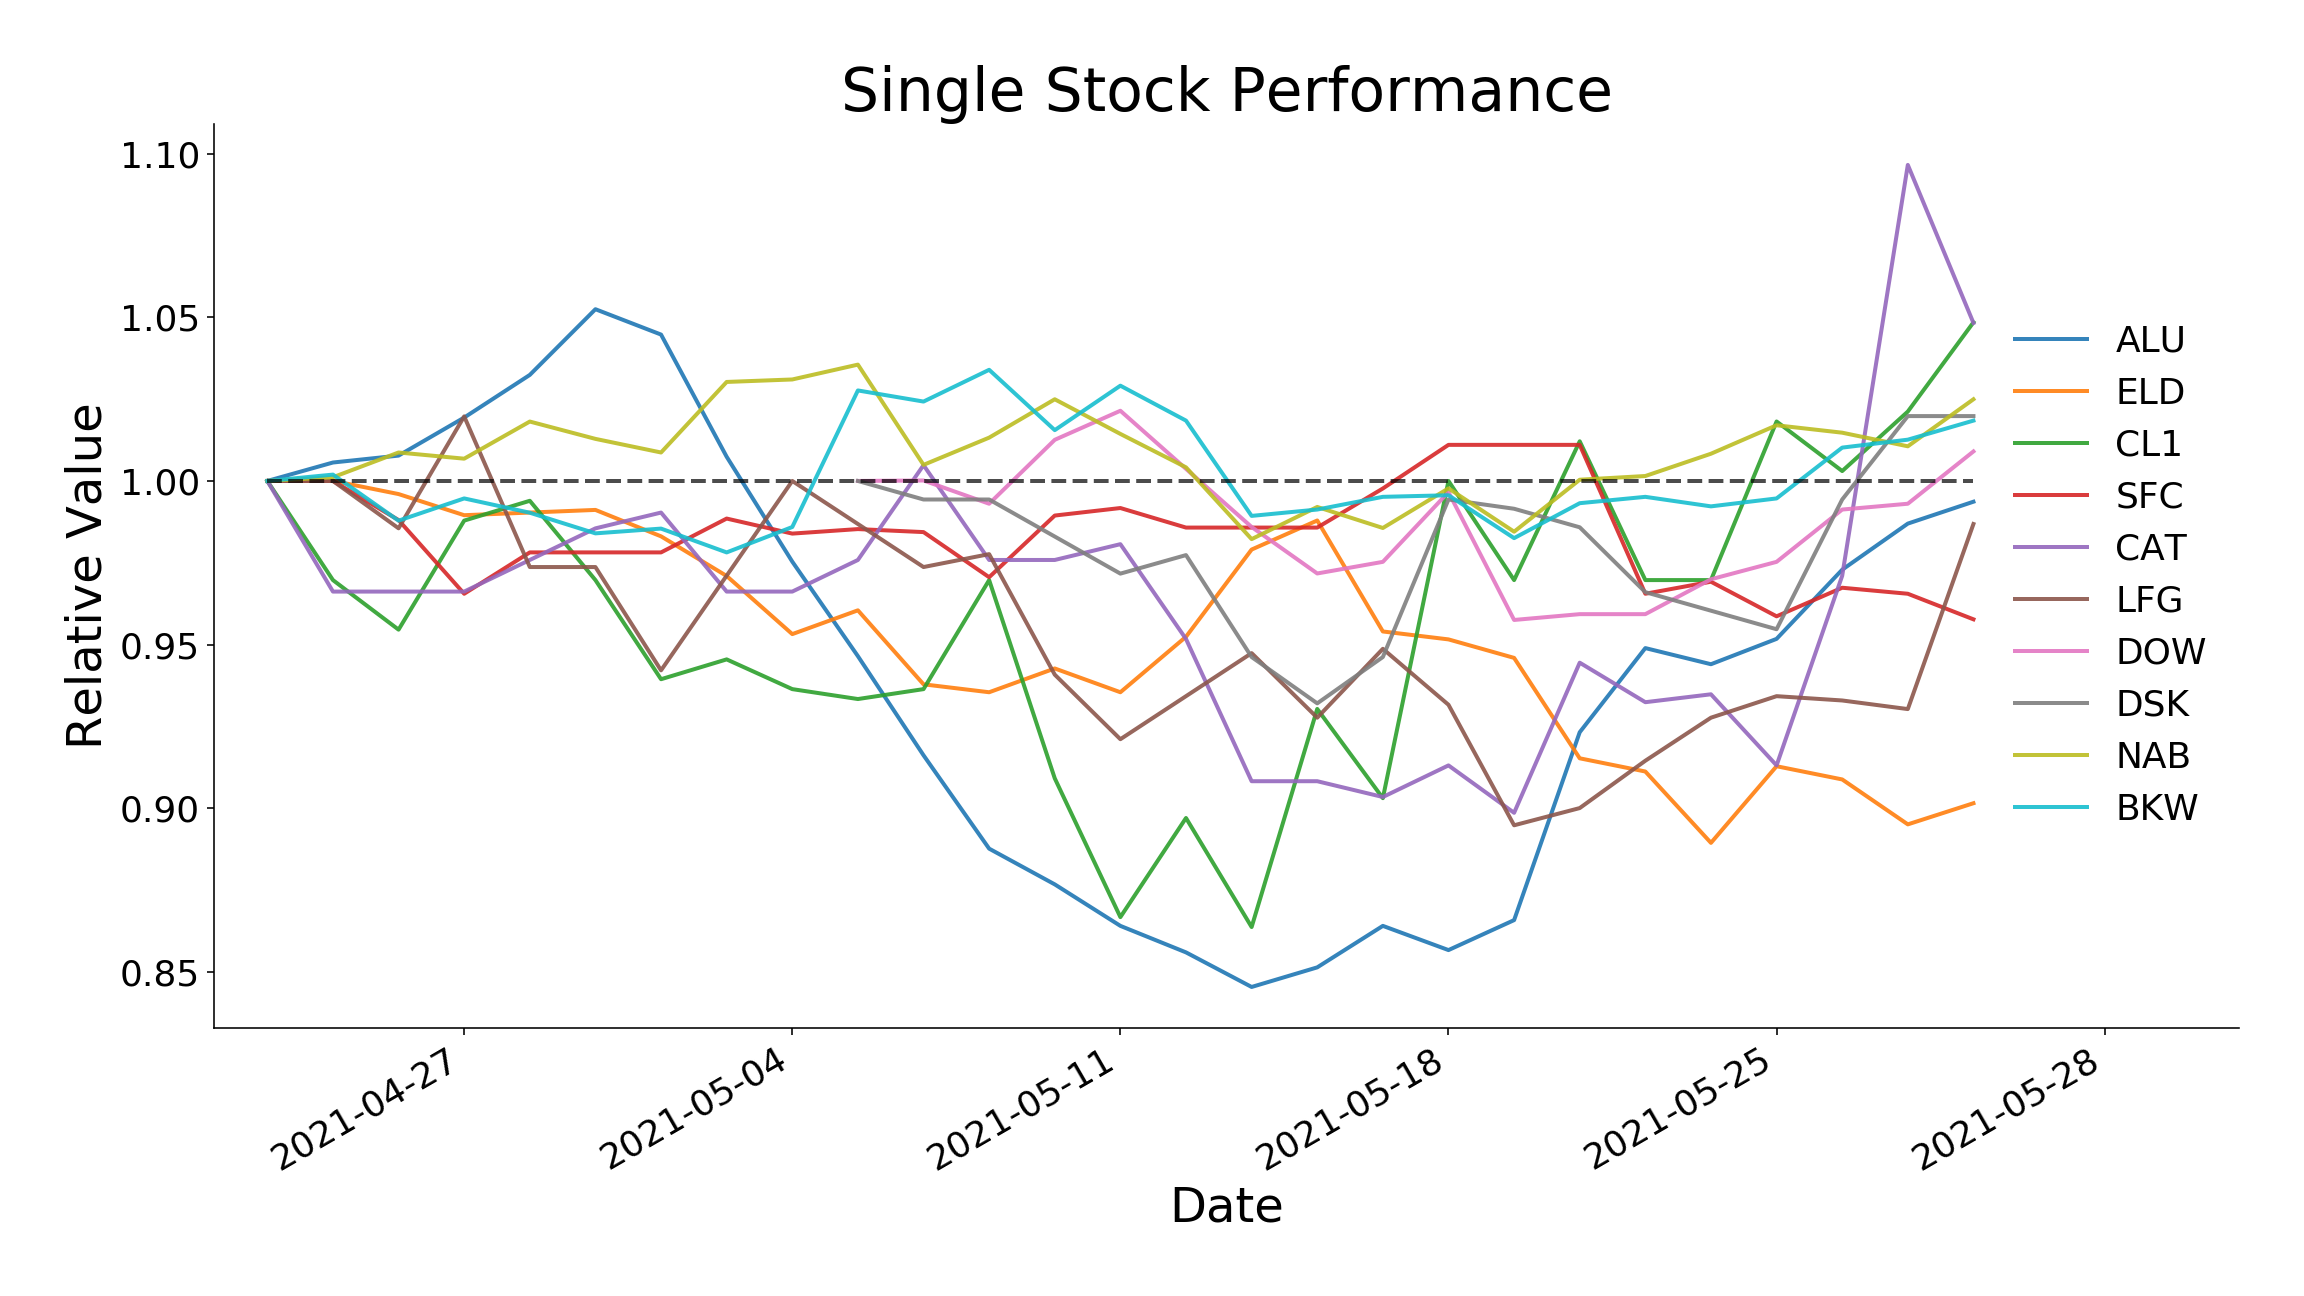 Single Stock Performance
Relative Value
1.10
1.05
1.00
0.95
0.90
0.85
2021-04-27
2021-05-04
2021-05-11
2021-05-18
2021-05-25
2021-05-28
Date
ALU
ELD
CL1
SFC
CAT
LFG
DOW
DSK
NAB
BKW